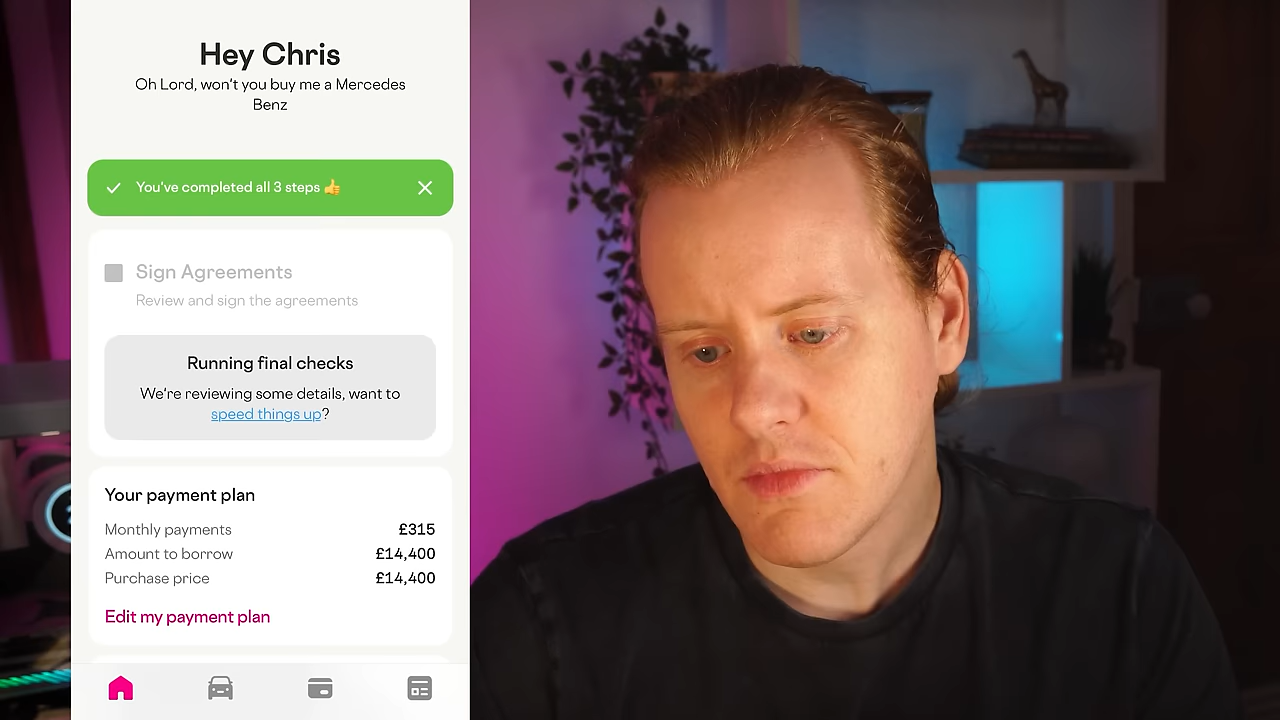 Hey Chris
Oh Lord, won't you buy me a Mercedes
Benz
You've completed all 3 steps 👍
Sign Agreements
Review and sign the agreements
Running final checks
We're reviewing some details, want to
speed things up?
Your payment plan
Monthly payments £315
Amount to borrow £14,400
Purchase price £14,400
Edit my payment plan